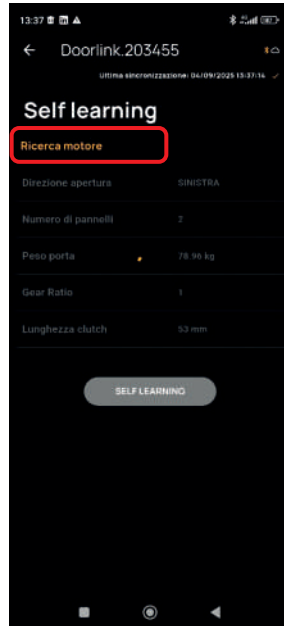 13:37
Doorlink.203455
Ultima sincronizzazione: 04/09/2025 13:37:14
Self learning
Ricerca motore
Direzione apertura SINISTRA
Numero di pannelli 2
Peso porta 78.96 kg
Gear Ratio 1
Lunghezza clutch 53 mm
SELF LEARNING